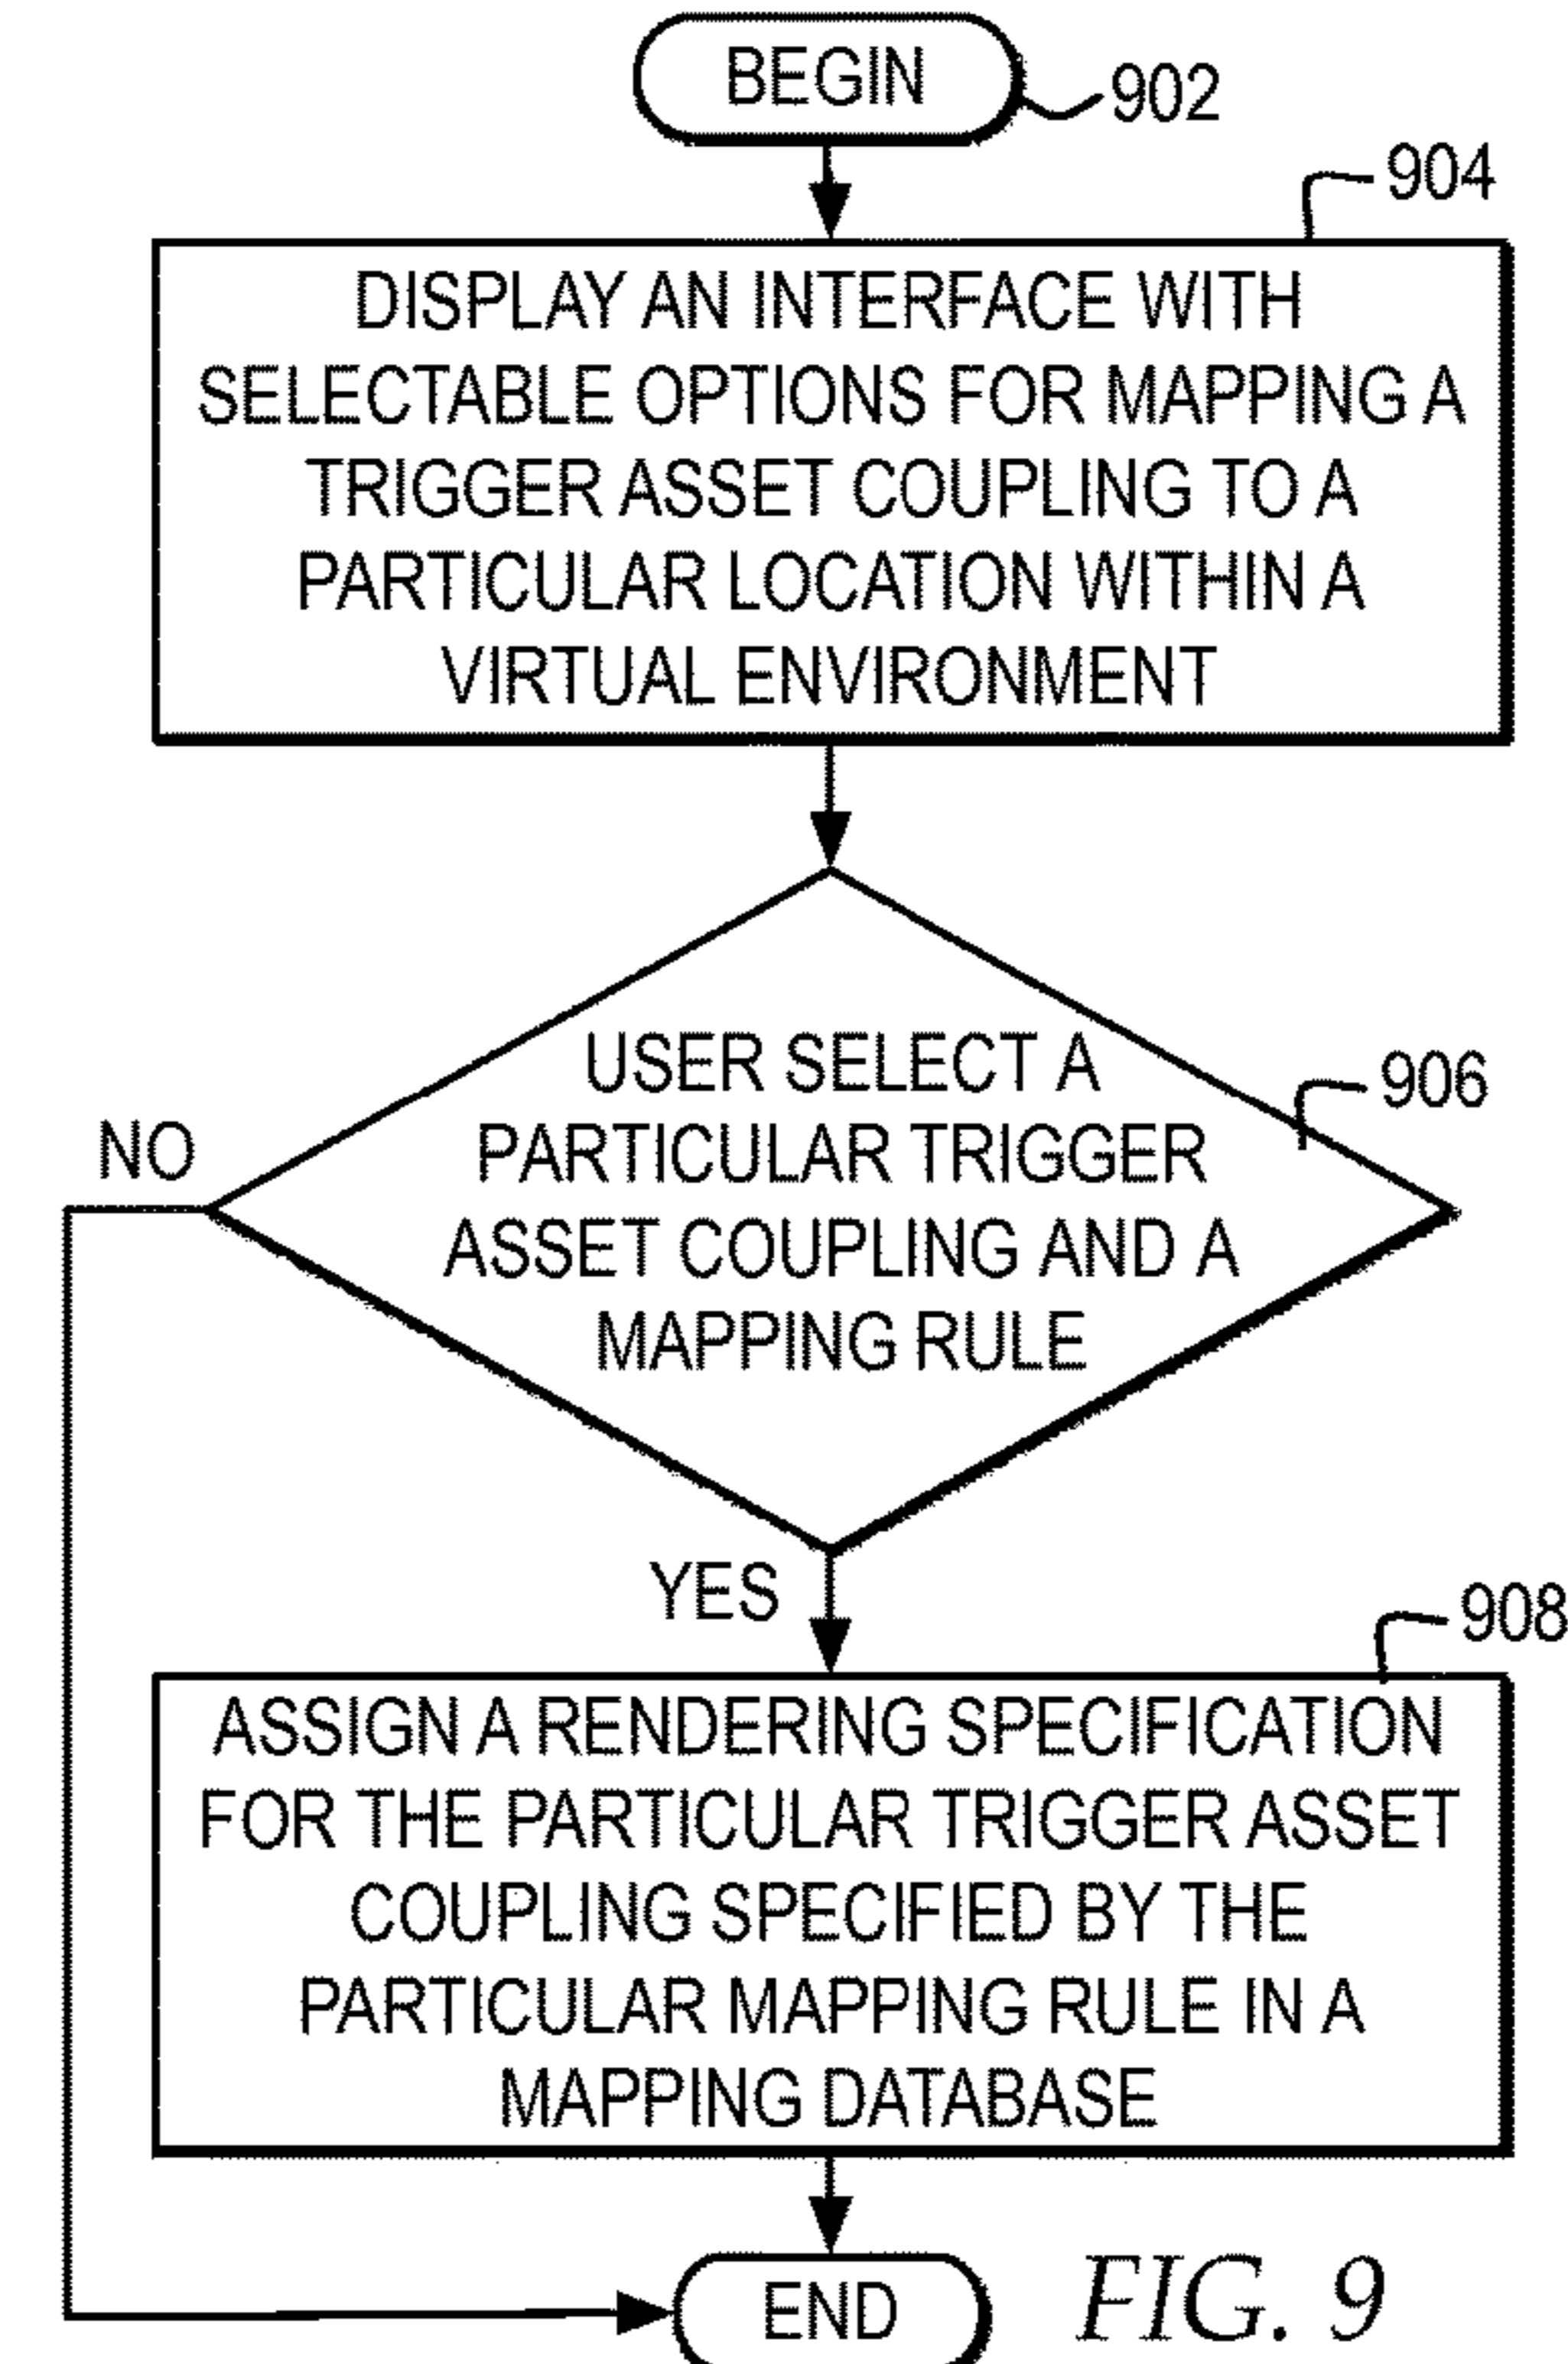 BEGIN
902
904
DISPLAY AN INTERFACE WITH
SELECTABLE OPTIONS FOR MAPPING A
TRIGGER ASSET COUPLING TO A
PARTICULAR LOCATION WITHIN A
VIRTUAL ENVIRONMENT
USER SELECT A
PARTICULAR TRIGGER
ASSET COUPLING AND A
MAPPING RULE
906
NO
YES
908
ASSIGN A RENDERING SPECIFICATION
FOR THE PARTICULAR TRIGGER ASSET
COUPLING SPECIFIED BY THE
PARTICULAR MAPPING RULE IN A
MAPPING DATABASE
END
FIG. 9